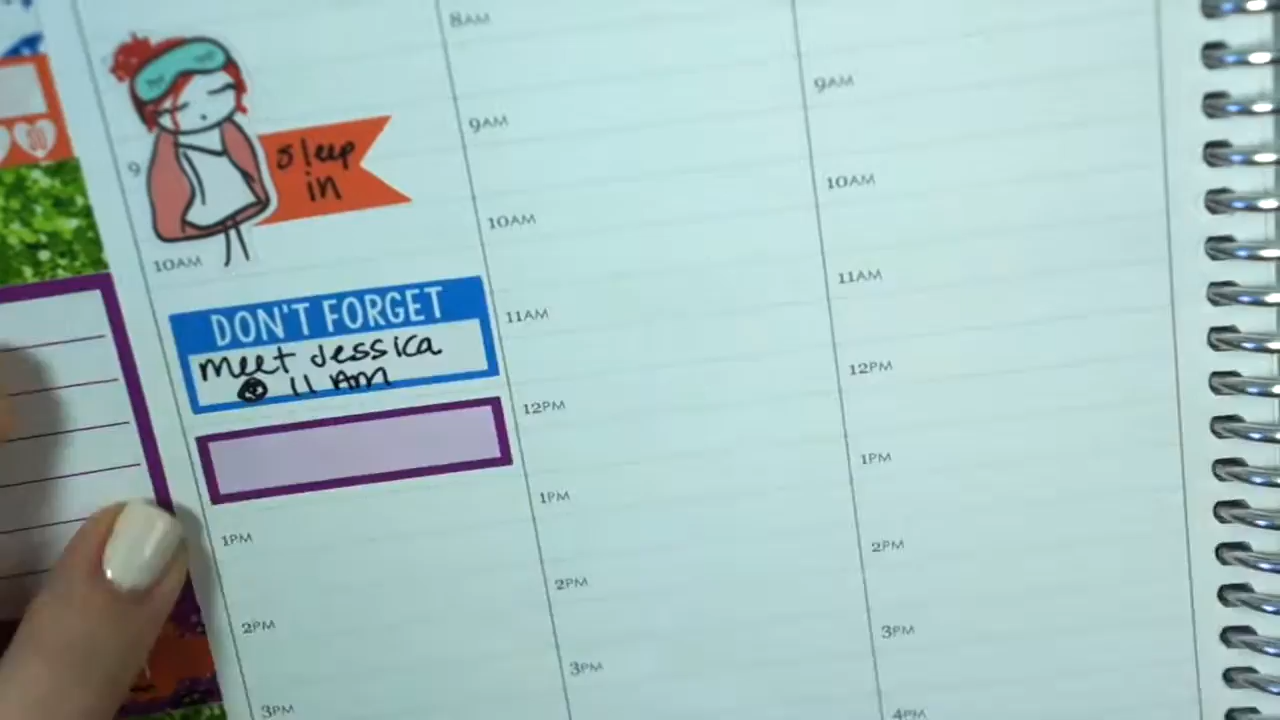 sleep
in
9
10AM
DON'T FORGET
meet Jessica
@ 11 AM
1PM
2PM
3PM
8AM
9AM
10AM
11AM
12PM
1PM
2PM
3PM
9AM
10AM
11AM
12PM
1PM
2PM
3PM
4PM